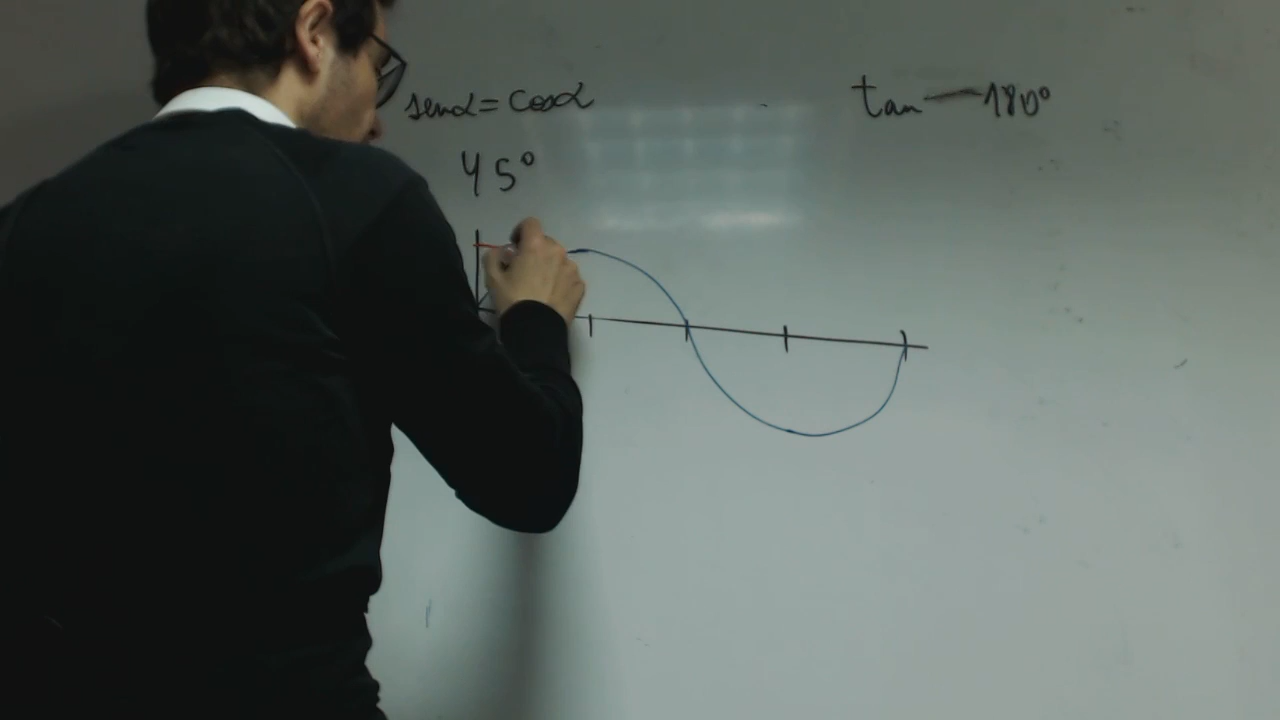 senα=cosα
tan — 180°
45°